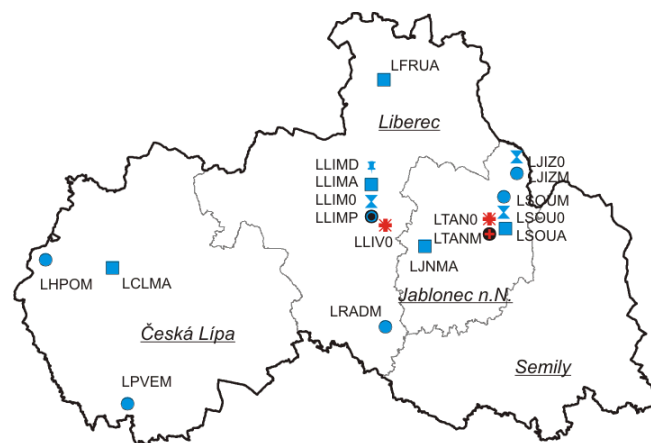 LFRUA
Liberec
LLIMD
LLIMA
LLIM0
LLIMP
LLIV0
LJIZ0
LJIZM
LSOUM
LTAN0
LSOU0
LTANM
LSOUA
LJNMA
LHPOM
LCLMA
Jablonec n.N.
LRADM
Česká Lípa
Semily
LPVEM